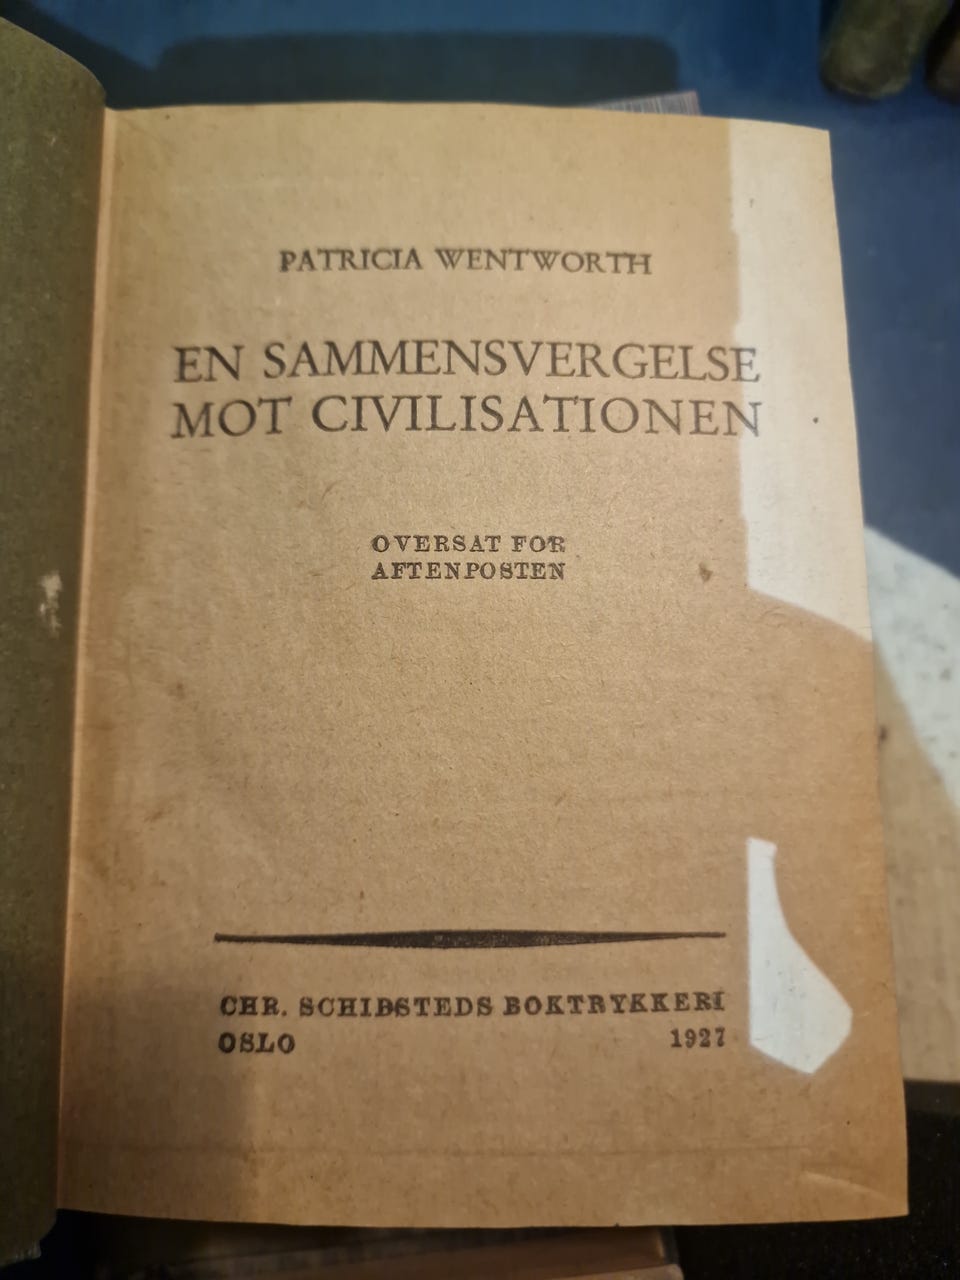 PATRICIA WENTWORTH
EN SAMMENSVERGELSE
MOT CIVILISATIONEN
OVERSAT FOR
AFTENPOSTEN
CHR. SCHIBSTEDS BOKTRYKKERI
OSLO 1927